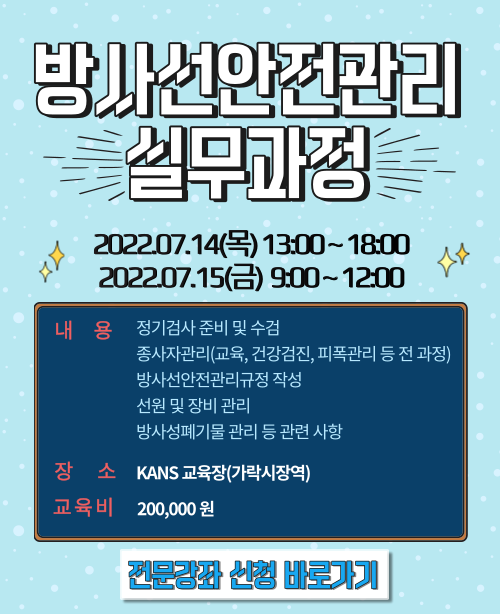 방사선안전관리
실무과정
2022.07.14(목) 13:00 ~ 18:00
2022.07.15(금) 9:00 ~ 12:00
내 용 정기검사 준비 및 수검
종사자관리(교육, 건강검진, 피폭관리 등 전 과정)
방사선안전관리규정 작성
선원 및 장비 관리
방사성폐기물 관리 등 관련 사항
장 소 KANS 교육장(가락시장역)
교육비 200,000 원
전문강좌 신청 바로가기